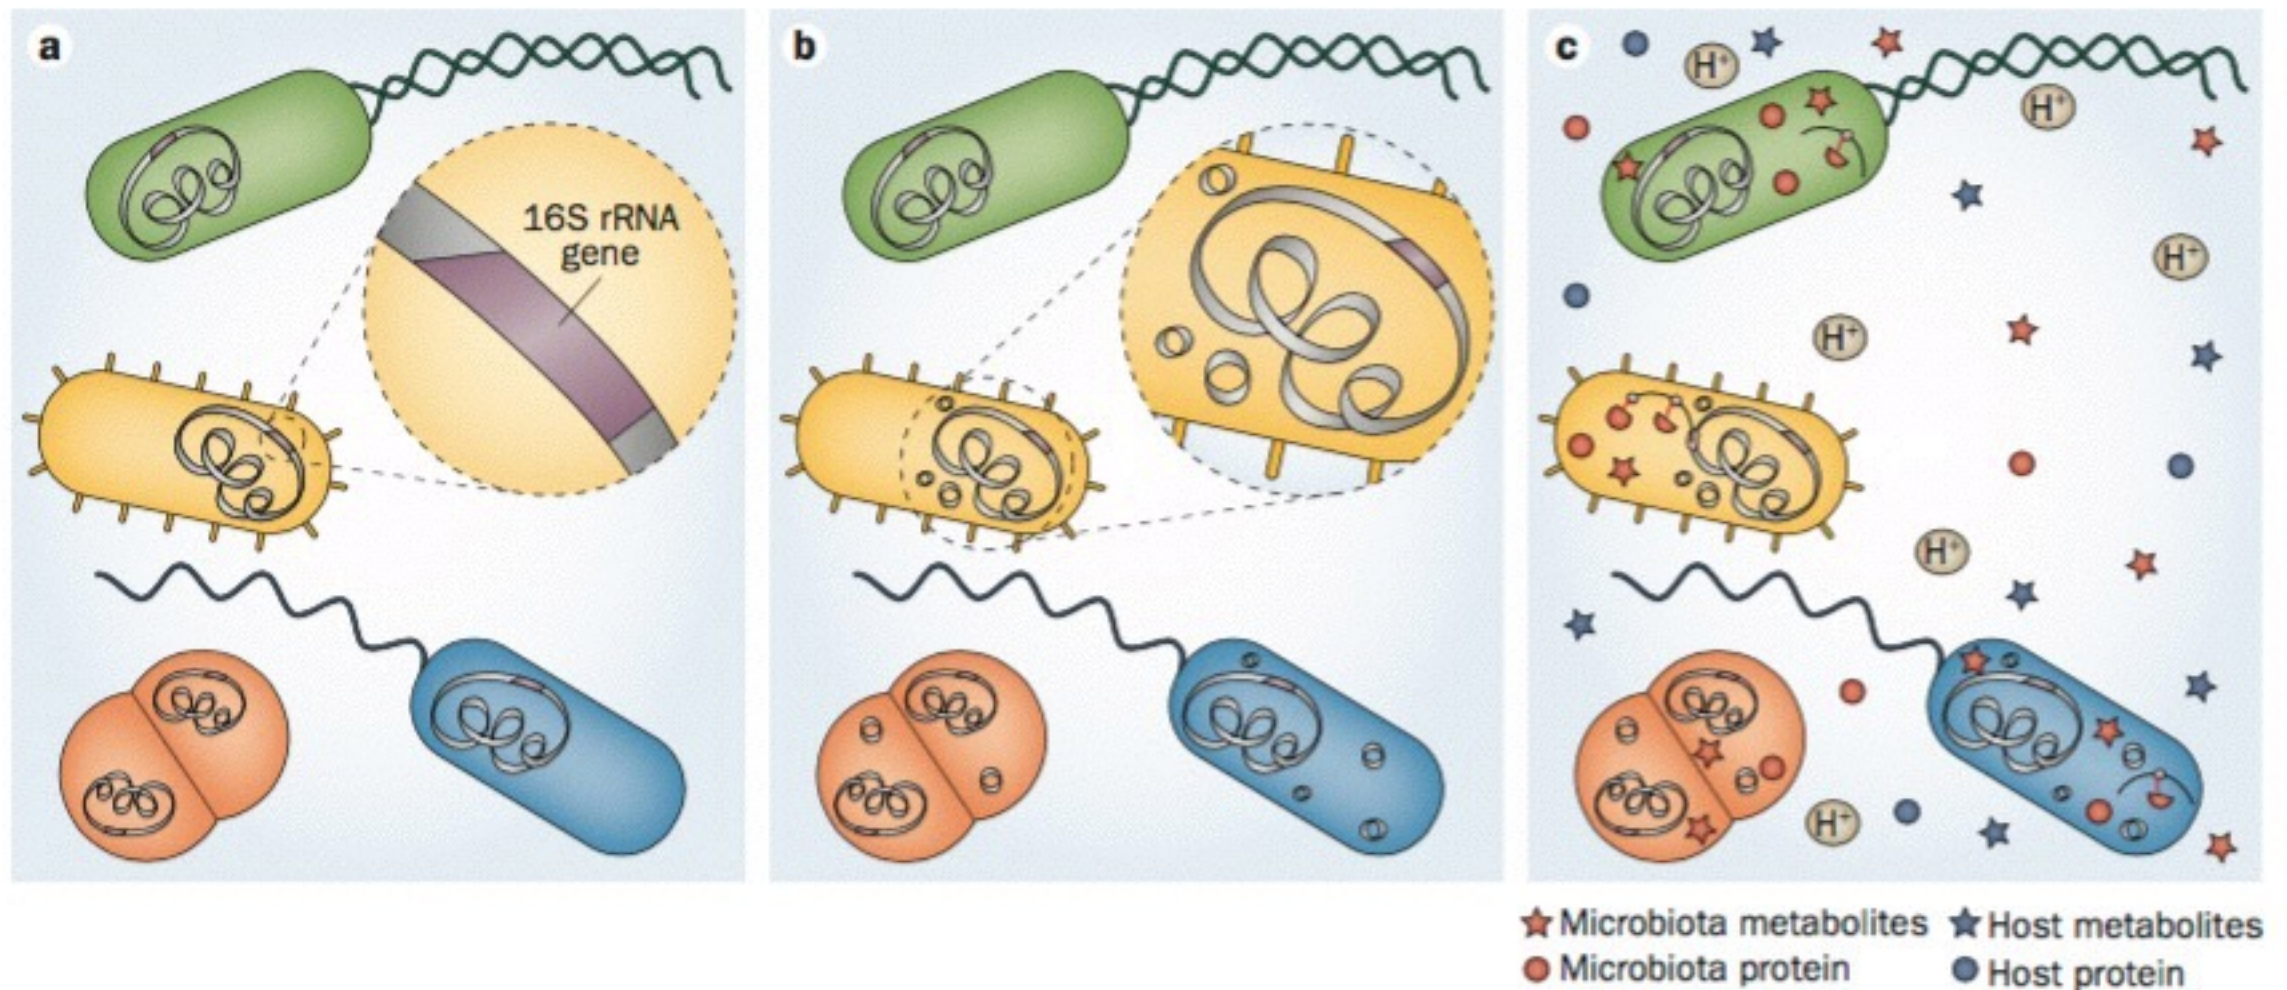 a
16S rRNA
gene
b
c
H⁺
H⁺
H⁺
H⁺
H⁺
H⁺
Microbiota metabolites
Host metabolites
Microbiota protein
Host protein